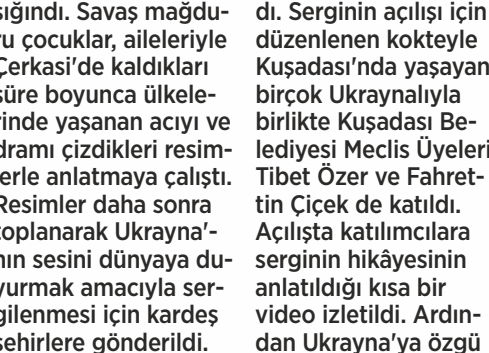 sığındı. Savaş mağdu-
ru çocuklar, aileleriyle
Çerkasi'de kaldıkları
süre boyunca ülkele-
rinde yaşanan acıyı ve
dramı çizdikleri resim-
lerle anlatmaya çalıştı.
Resimler daha sonra
toplanarak Ukrayna'-
nın sesini dünyaya du-
yurmak amacıyla ser-
gilenmesi için kardeş
şehirlere gönderildi.
dı. Serginin açılışı için
düzenlenen kokteyle
Kuşadası'nda yaşayan
birçok Ukraynalıyla
birlikte Kuşadası Be-
lediyesi Meclis Üyeleri
Tibet Özer ve Fahret-
tin Çiçek de katıldı.
Açılışta katılımcılara
serginin hikâyesinin
anlatıldığı kısa bir
video izletildi. Ardın-
dan Ukrayna'ya özgü